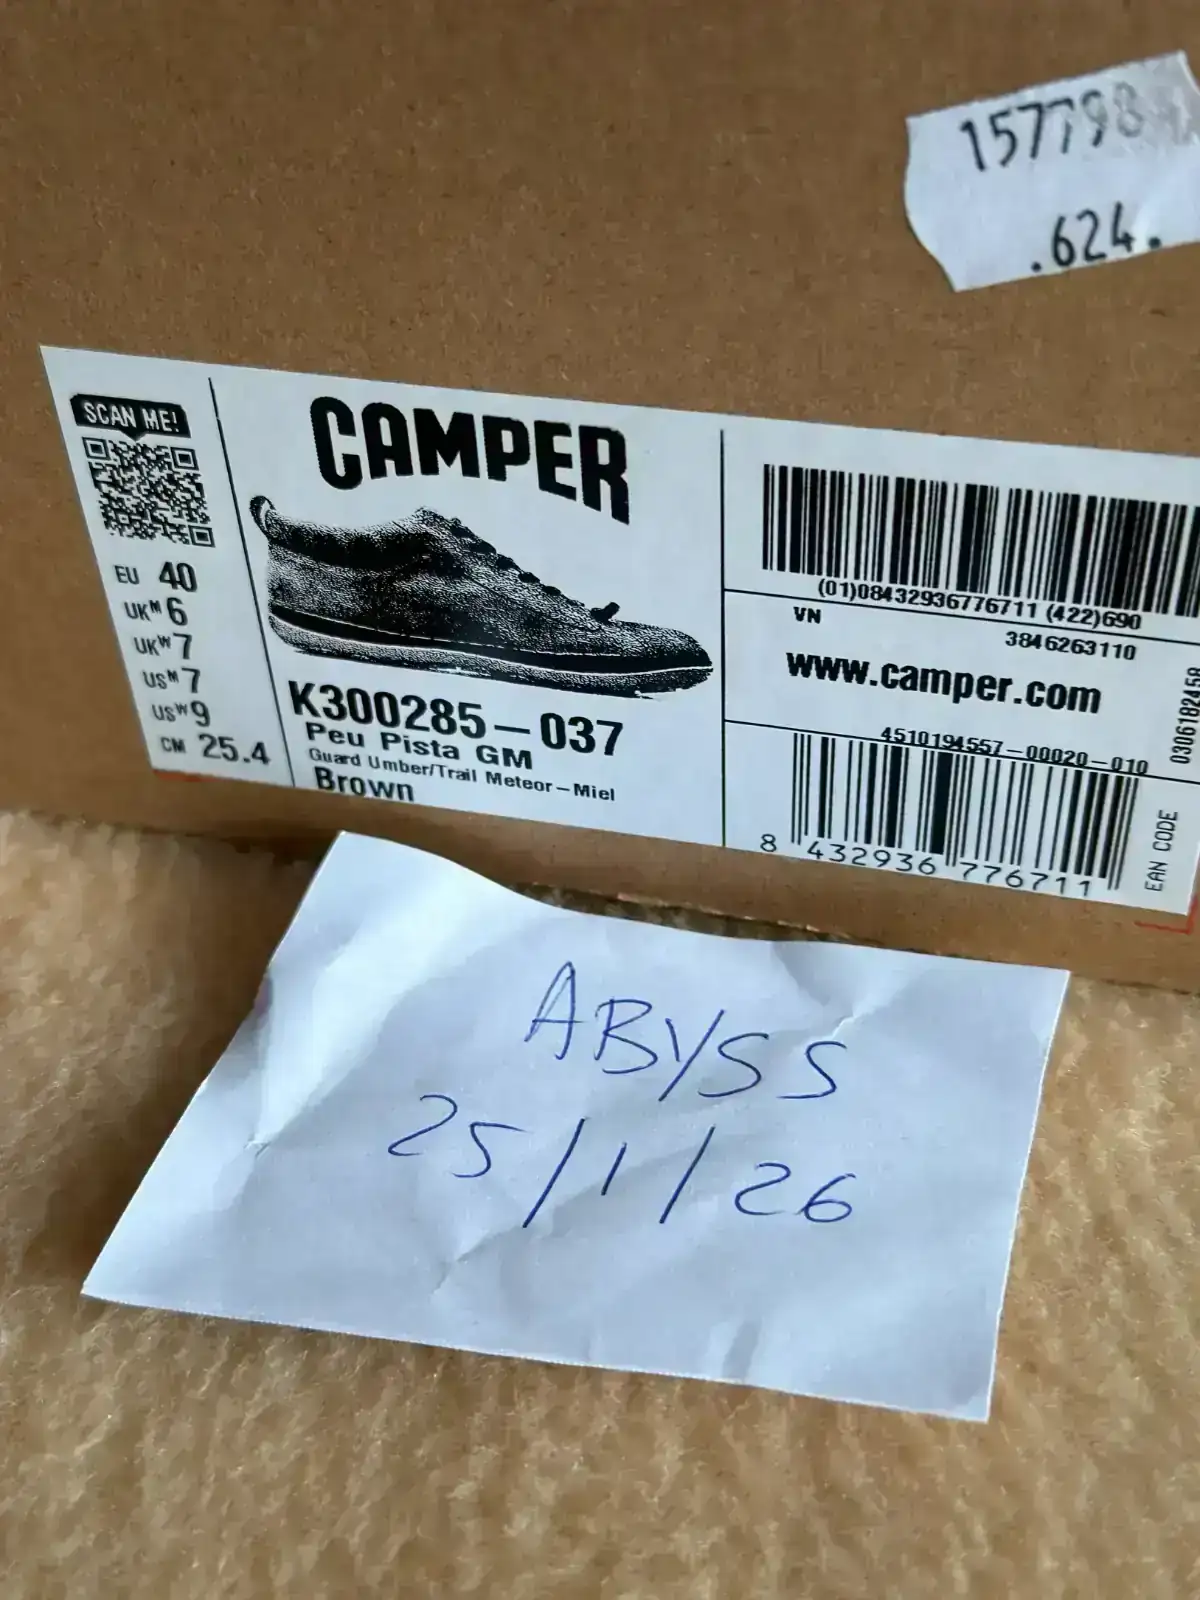 1577798
.624.
SCAN ME!
EU 40
UKM 6
UKW 7
USM 7
USW 9
CM 25.4
CAMPER
K300285-037
Peu Pista GM
Guard Umber/Trail Meteor-Miel
Brown
(01)08432936776711 (422)690
VN
3846263110
www.camper.com
4510194557-00020-010
0306192458
8 432936 776711
EAN CODE
ABYSS
25/1/26